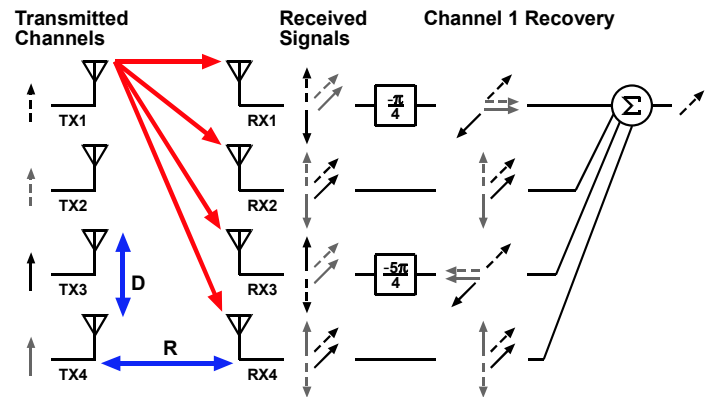 Transmitted
Channels
Received
Signals
Channel 1 Recovery
TX1
RX1
-π
4
Σ
TX2
RX2
TX3
D
RX3
-5π
4
TX4
R
RX4